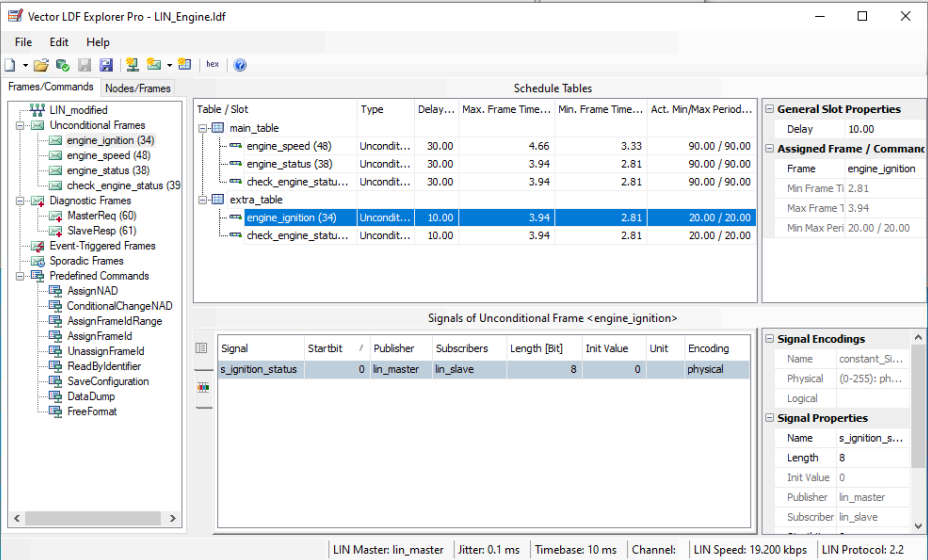 Vector LDF Explorer Pro - LIN_Engine.ldf
File Edit Help
hex
Frames/Commands Nodes/Frames
LIN_modified
Unconditional Frames
engine_ignition (34)
engine_speed (48)
engine_status (38)
check_engine_status (39
Diagnostic Frames
MasterReq (60)
SlaveResp (61)
Event-Triggered Frames
Sporadic Frames
Predefined Commands
AssignNAD
ConditionalChangeNAD
AssignFrameIdRange
AssignFrameId
UnassignFrameId
ReadByIdentifier
SaveConfiguration
DataDump
FreeFormat
Schedule Tables
Table / Slot Type Delay... Max. Frame Time... Min. Frame Time... Act. Min/Max Period...
main_table
engine_speed (48) Uncondit... 30.00 4.66 3.33 90.00 / 90.00
engine_status (38) Uncondit... 30.00 3.94 2.81 90.00 / 90.00
check_engine_statu... Uncondit... 30.00 3.94 2.81 90.00 / 90.00
extra_table
engine_ignition (34) Uncondit... 10.00 3.94 2.81 20.00 / 20.00
check_engine_statu... Uncondit... 10.00 3.94 2.81 20.00 / 20.00
General Slot Properties
Delay 10.00
Assigned Frame / Command
Frame engine_ignition
Min Frame Ti 2.81
Max Frame T 3.94
Min Max Peri 20.00 / 20.00
Signals of Unconditional Frame <engine_ignition>
Signal Startbit / Publisher Subscribers Length [Bit] Init Value Unit Encoding
s_ignition_status 0 lin_master lin_slave 8 0 physical
Signal Encodings
Name constant_Si...
Physical (0-255): ph...
Logical
Signal Properties
Name s_ignition_s...
Length 8
Init Value 0
Publisher lin_master
Subscriber lin_slave
LIN Master: lin_master Jitter: 0.1 ms Timebase: 10 ms Channel: LIN Speed: 19.200 kbps LIN Protocol: 2.2